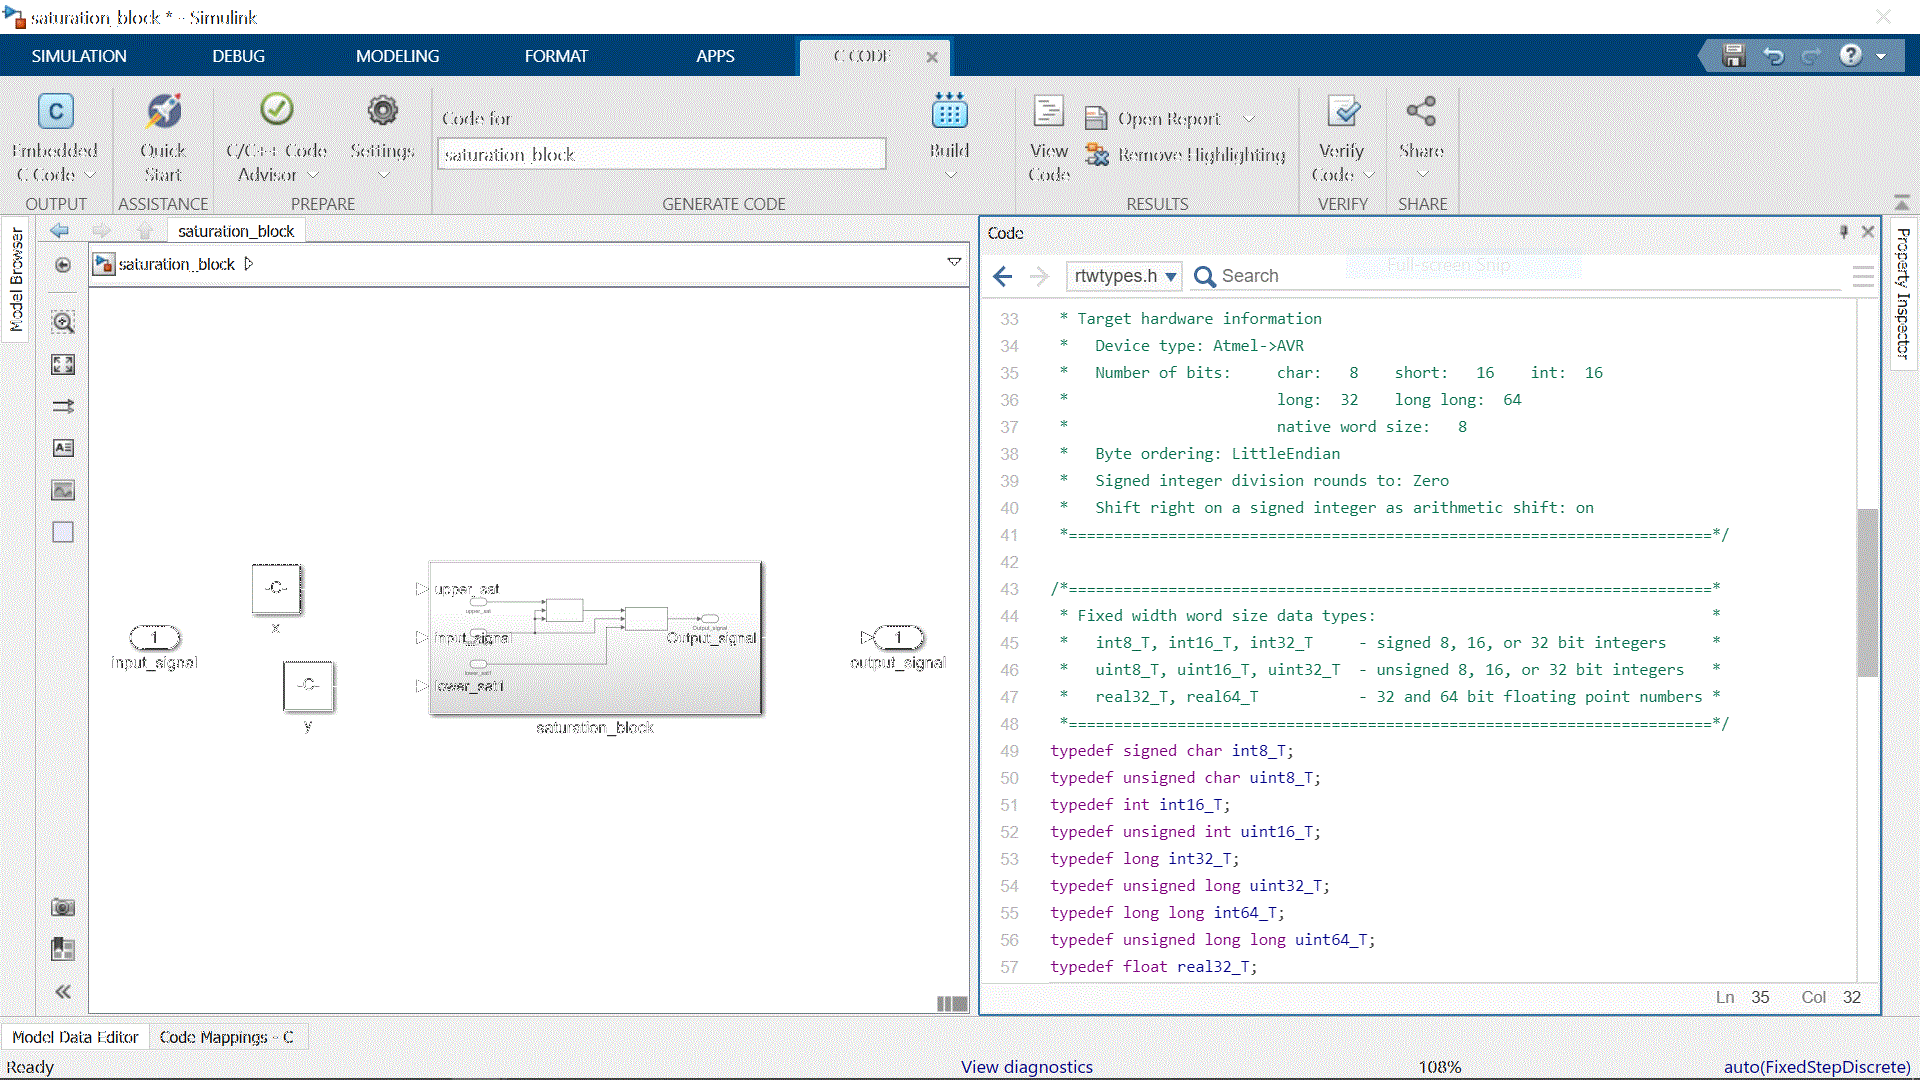 saturation_block * - Simulink
SIMULATION DEBUG MODELING FORMAT APPS C CODE
Embedded C Code
Quick Start
C/C++ Code Advisor
Settings
Code for
saturation_block
Build
View Code
Open Report
Remove Highlighting
Verify Code
Share
OUTPUT ASSISTANCE PREPARE GENERATE CODE RESULTS VERIFY SHARE
Model Browser
saturation_block
saturation_block
x
y
1
input_signal
-C-
-C-
upper_sat
input_signal
lower_sat1
Output_signal
upper_sat
lower_sat1
Output_signal
saturation_block
1
output_signal
Code
Full-screen Snip
rtwtypes.h Search
Property Inspector
33 * Target hardware information
34 * Device type: Atmel->AVR
35 * Number of bits: char: 8 short: 16 int: 16
36 * long: 32 long long: 64
37 * native word size: 8
38 * Byte ordering: LittleEndian
39 * Signed integer division rounds to: Zero
40 * Shift right on a signed integer as arithmetic shift: on
41 *=======================================================================*/
42
43 /*=======================================================================*
44 * Fixed width word size data types: *
45 * int8_T, int16_T, int32_T - signed 8, 16, or 32 bit integers *
46 * uint8_T, uint16_T, uint32_T - unsigned 8, 16, or 32 bit integers *
47 * real32_T, real64_T - 32 and 64 bit floating point numbers *
48 *=======================================================================*/
49 typedef signed char int8_T;
50 typedef unsigned char uint8_T;
51 typedef int int16_T;
52 typedef unsigned int uint16_T;
53 typedef long int32_T;
54 typedef unsigned long uint32_T;
55 typedef long long int64_T;
56 typedef unsigned long long uint64_T;
57 typedef float real32_T;
Ln 35 Col 32
Model Data Editor Code Mappings - C
Ready View diagnostics 108% auto(FixedStepDiscrete)